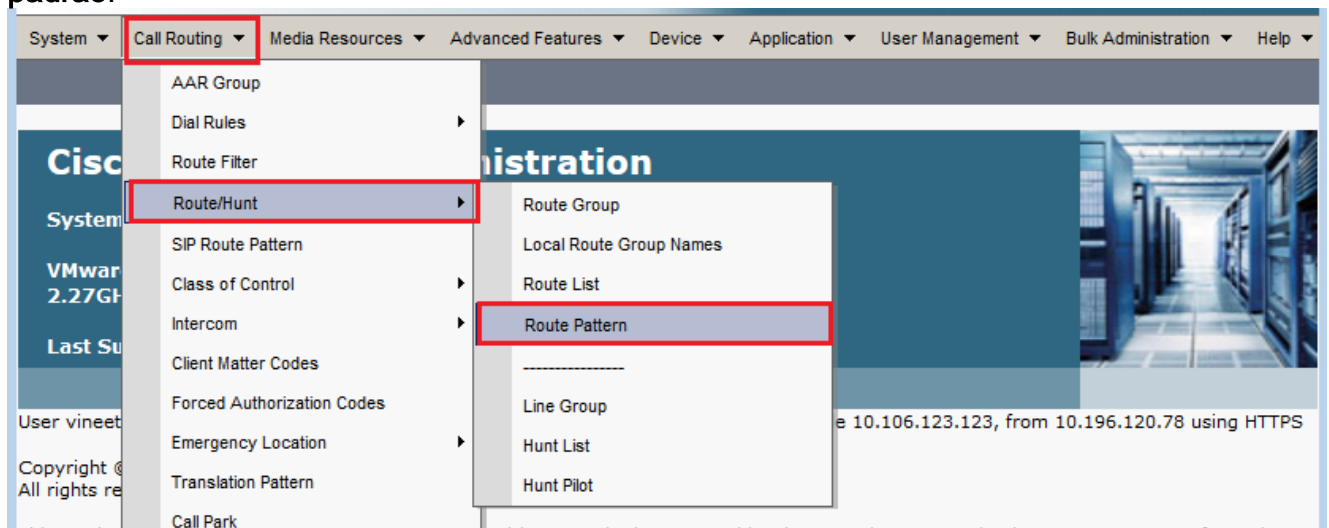 padrão.
System Call Routing Media Resources Advanced Features Device Application User Management Bulk Administration Help
AAR Group
Dial Rules
Route Filter
Route/Hunt
SIP Route Pattern
Class of Control
Intercom
Client Matter Codes
Forced Authorization Codes
Emergency Location
Translation Pattern
Call Park
Route Group
Local Route Group Names
Route List
Route Pattern
----------------
Line Group
Hunt List
Hunt Pilot
Cisc
nistration
System
VMwar
2.27GH
Last Su
User vineet
e 10.106.123.123, from 10.196.120.78 using HTTPS
Copyright ©
All rights re